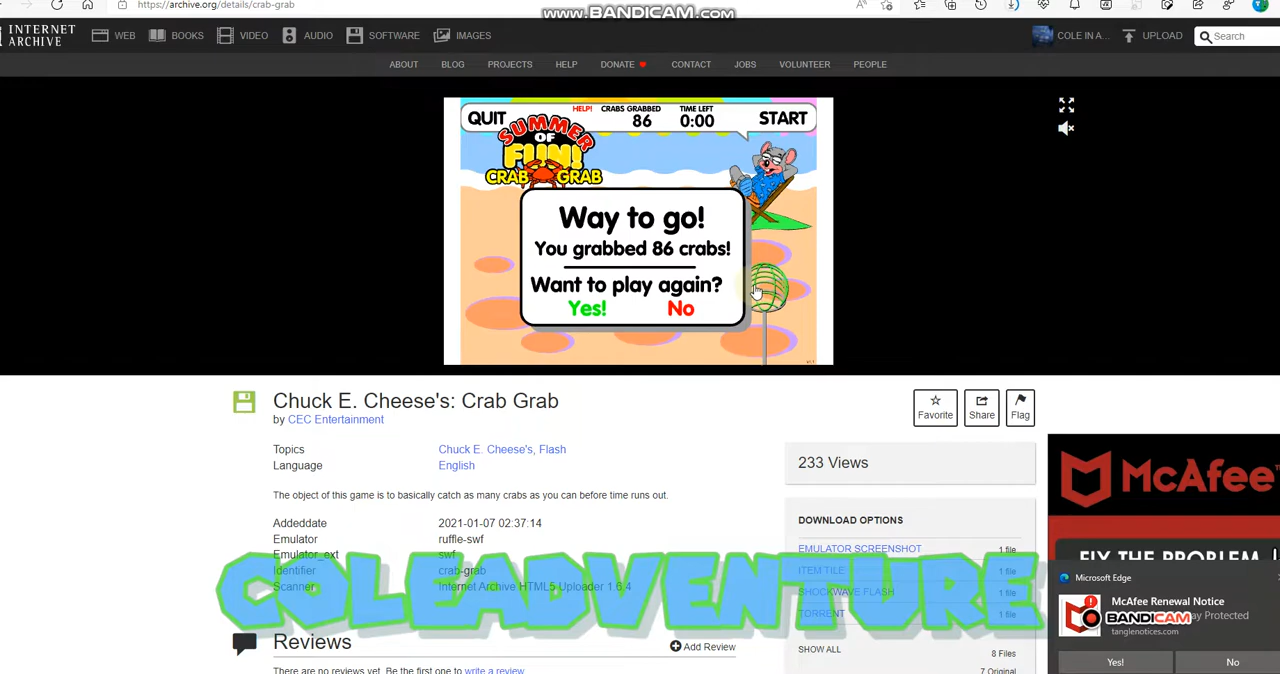 https://archive.org/details/crab-grab
WWW.BANDICAM.COM
INTERNET ARCHIVE
WEB
BOOKS
VIDEO
AUDIO
SOFTWARE
IMAGES
COLE IN A...
UPLOAD
Search
ABOUT
BLOG
PROJECTS
HELP
DONATE
CONTACT
JOBS
VOLUNTEER
PEOPLE
QUIT
HELP!
CRABS GRABBED
86
TIME LEFT
0:00
START
SUMMER
OF
FUN!
CRAB GRAB
Way to go!
You grabbed 86 crabs!
Want to play again?
Yes! No
Chuck E. Cheese's: Crab Grab
by CEC Entertainment
Favorite
Share
Flag
Topics Chuck E. Cheese's, Flash
Language English
The object of this game is to basically catch as many crabs as you can before time runs out.
Addeddate 2021-01-07 02:37:14
Emulator ruffle-swf
Emulator_ext swf
Identifier crab-grab
Scanner Internet Archive HTML5 Uploader 1.6.4
COLEADVENTURE
Reviews
Add Review
There are no reviews yet. Be the first one to write a review.
233 Views
DOWNLOAD OPTIONS
EMULATOR SCREENSHOT 1 file
ITEM TILE 1 file
SHOCKWAVE FLASH 1 file
TORRENT 1 file
SHOW ALL 8 Files
7 Original
McAfee
FIX THE PROBLEM
Microsoft Edge
McAfee Renewal Notice
BANDICAM
ay Protected
tanglenotices.com
Yes! No